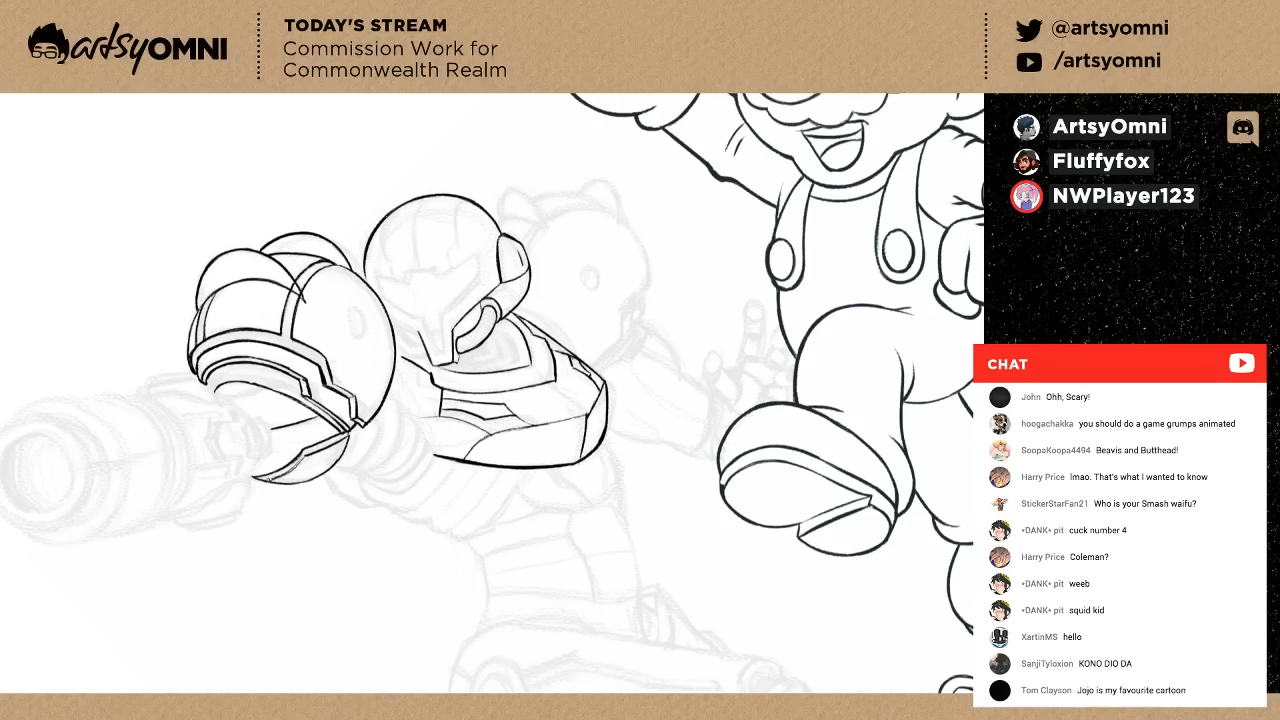 artsyOMNI
TODAY'S STREAM
Commission Work for
Commonwealth Realm
@artsyomni
/artsyomni
ArtsyOmni
Fluffyfox
NWPlayer123
CHAT
John Ohh, Scary!
hoogachakka you should do a game grumps animated
SoopaKoopa4494 Beavis and Butthead!
Harry Price lmao. That's what I wanted to know
StickerStarFan21 Who is your Smash waifu?
*DANK* pit cuck number 4
Harry Price Coleman?
*DANK* pit weeb
*DANK* pit squid kid
XartinMS hello
SanjiTyloxion KONO DIO DA
Tom Clayson Jojo is my favourite cartoon